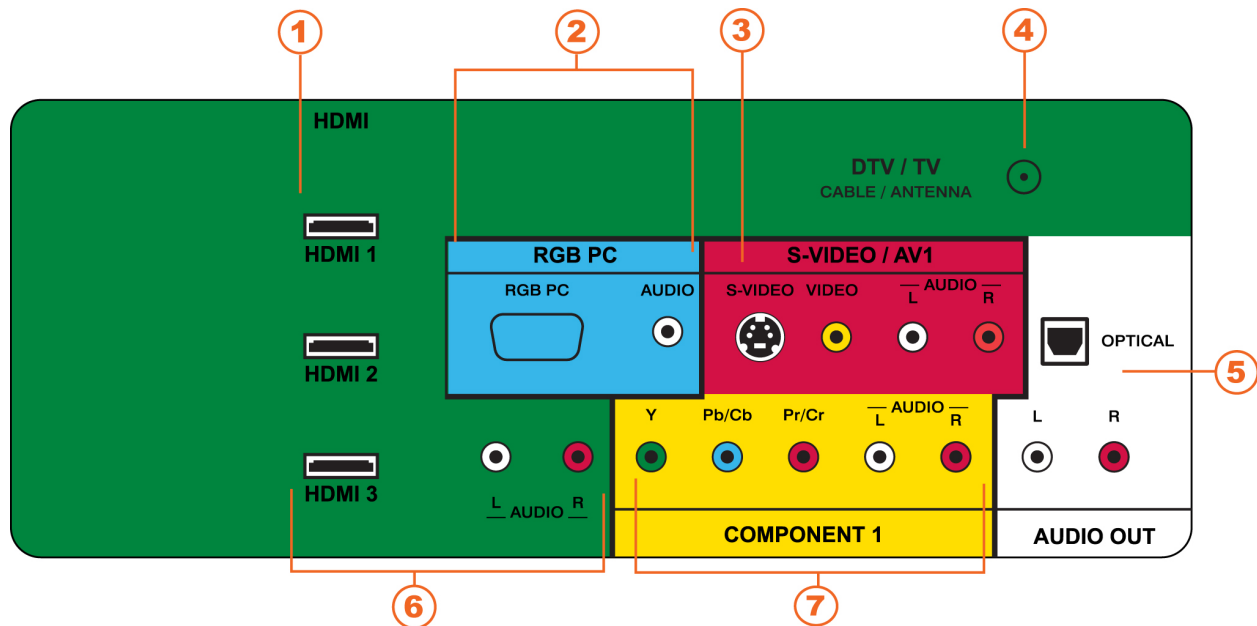 1
2
3
4
HDMI
DTV / TV
CABLE / ANTENNA
HDMI 1
RGB PC
S-VIDEO / AV1
RGB PC
AUDIO
S-VIDEO
VIDEO
AUDIO
L
R
HDMI 2
OPTICAL
5
Y
Pb/Cb
Pr/Cr
AUDIO
L
R
L
R
HDMI 3
L
AUDIO
R
COMPONENT 1
AUDIO OUT
6
7